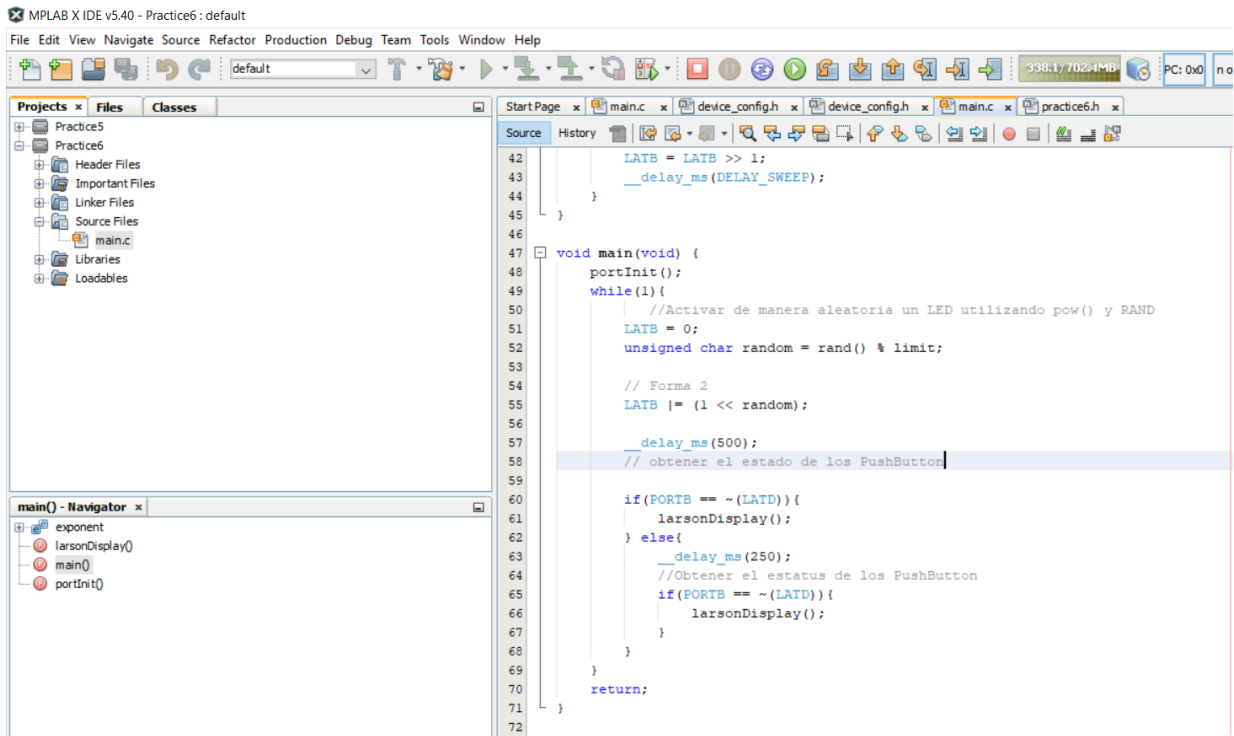 MPLAB X IDE v5.40 - Practice6 : default
File Edit View Navigate Source Refactor Production Debug Team Tools Window Help
default
338.1/702.4MB
PC: 0x0
n o
Projects x Files Classes
Practice5
Practice6
Header Files
Important Files
Linker Files
Source Files
main.c
Libraries
Loadables
main() - Navigator x
exponent
larsonDisplay()
main()
portInit()
Start Page x main.c x device_config.h x device_config.h x main.c x practice6.h x
Source History
42 LATB = LATB >> 1;
43 __delay_ms(DELAY_SWEEP);
44 }
45 }
46
47 void main(void) {
48 portInit();
49 while(1){
50 //Activar de manera aleatoria un LED utilizando pow() y RAND
51 LATB = 0;
52 unsigned char random = rand() % limit;
53
54 // Forma 2
55 LATB |= (1 << random);
56
57 __delay_ms(500);
58 // obtener el estado de los PushButton
59
60 if(PORTB == ~(LATD)){
61 larsonDisplay();
62 } else{
63 __delay_ms(250);
64 //Obtener el estatus de los PushButton
65 if(PORTB == ~(LATD)){
66 larsonDisplay();
67 }
68 }
69 }
70 return;
71 }
72